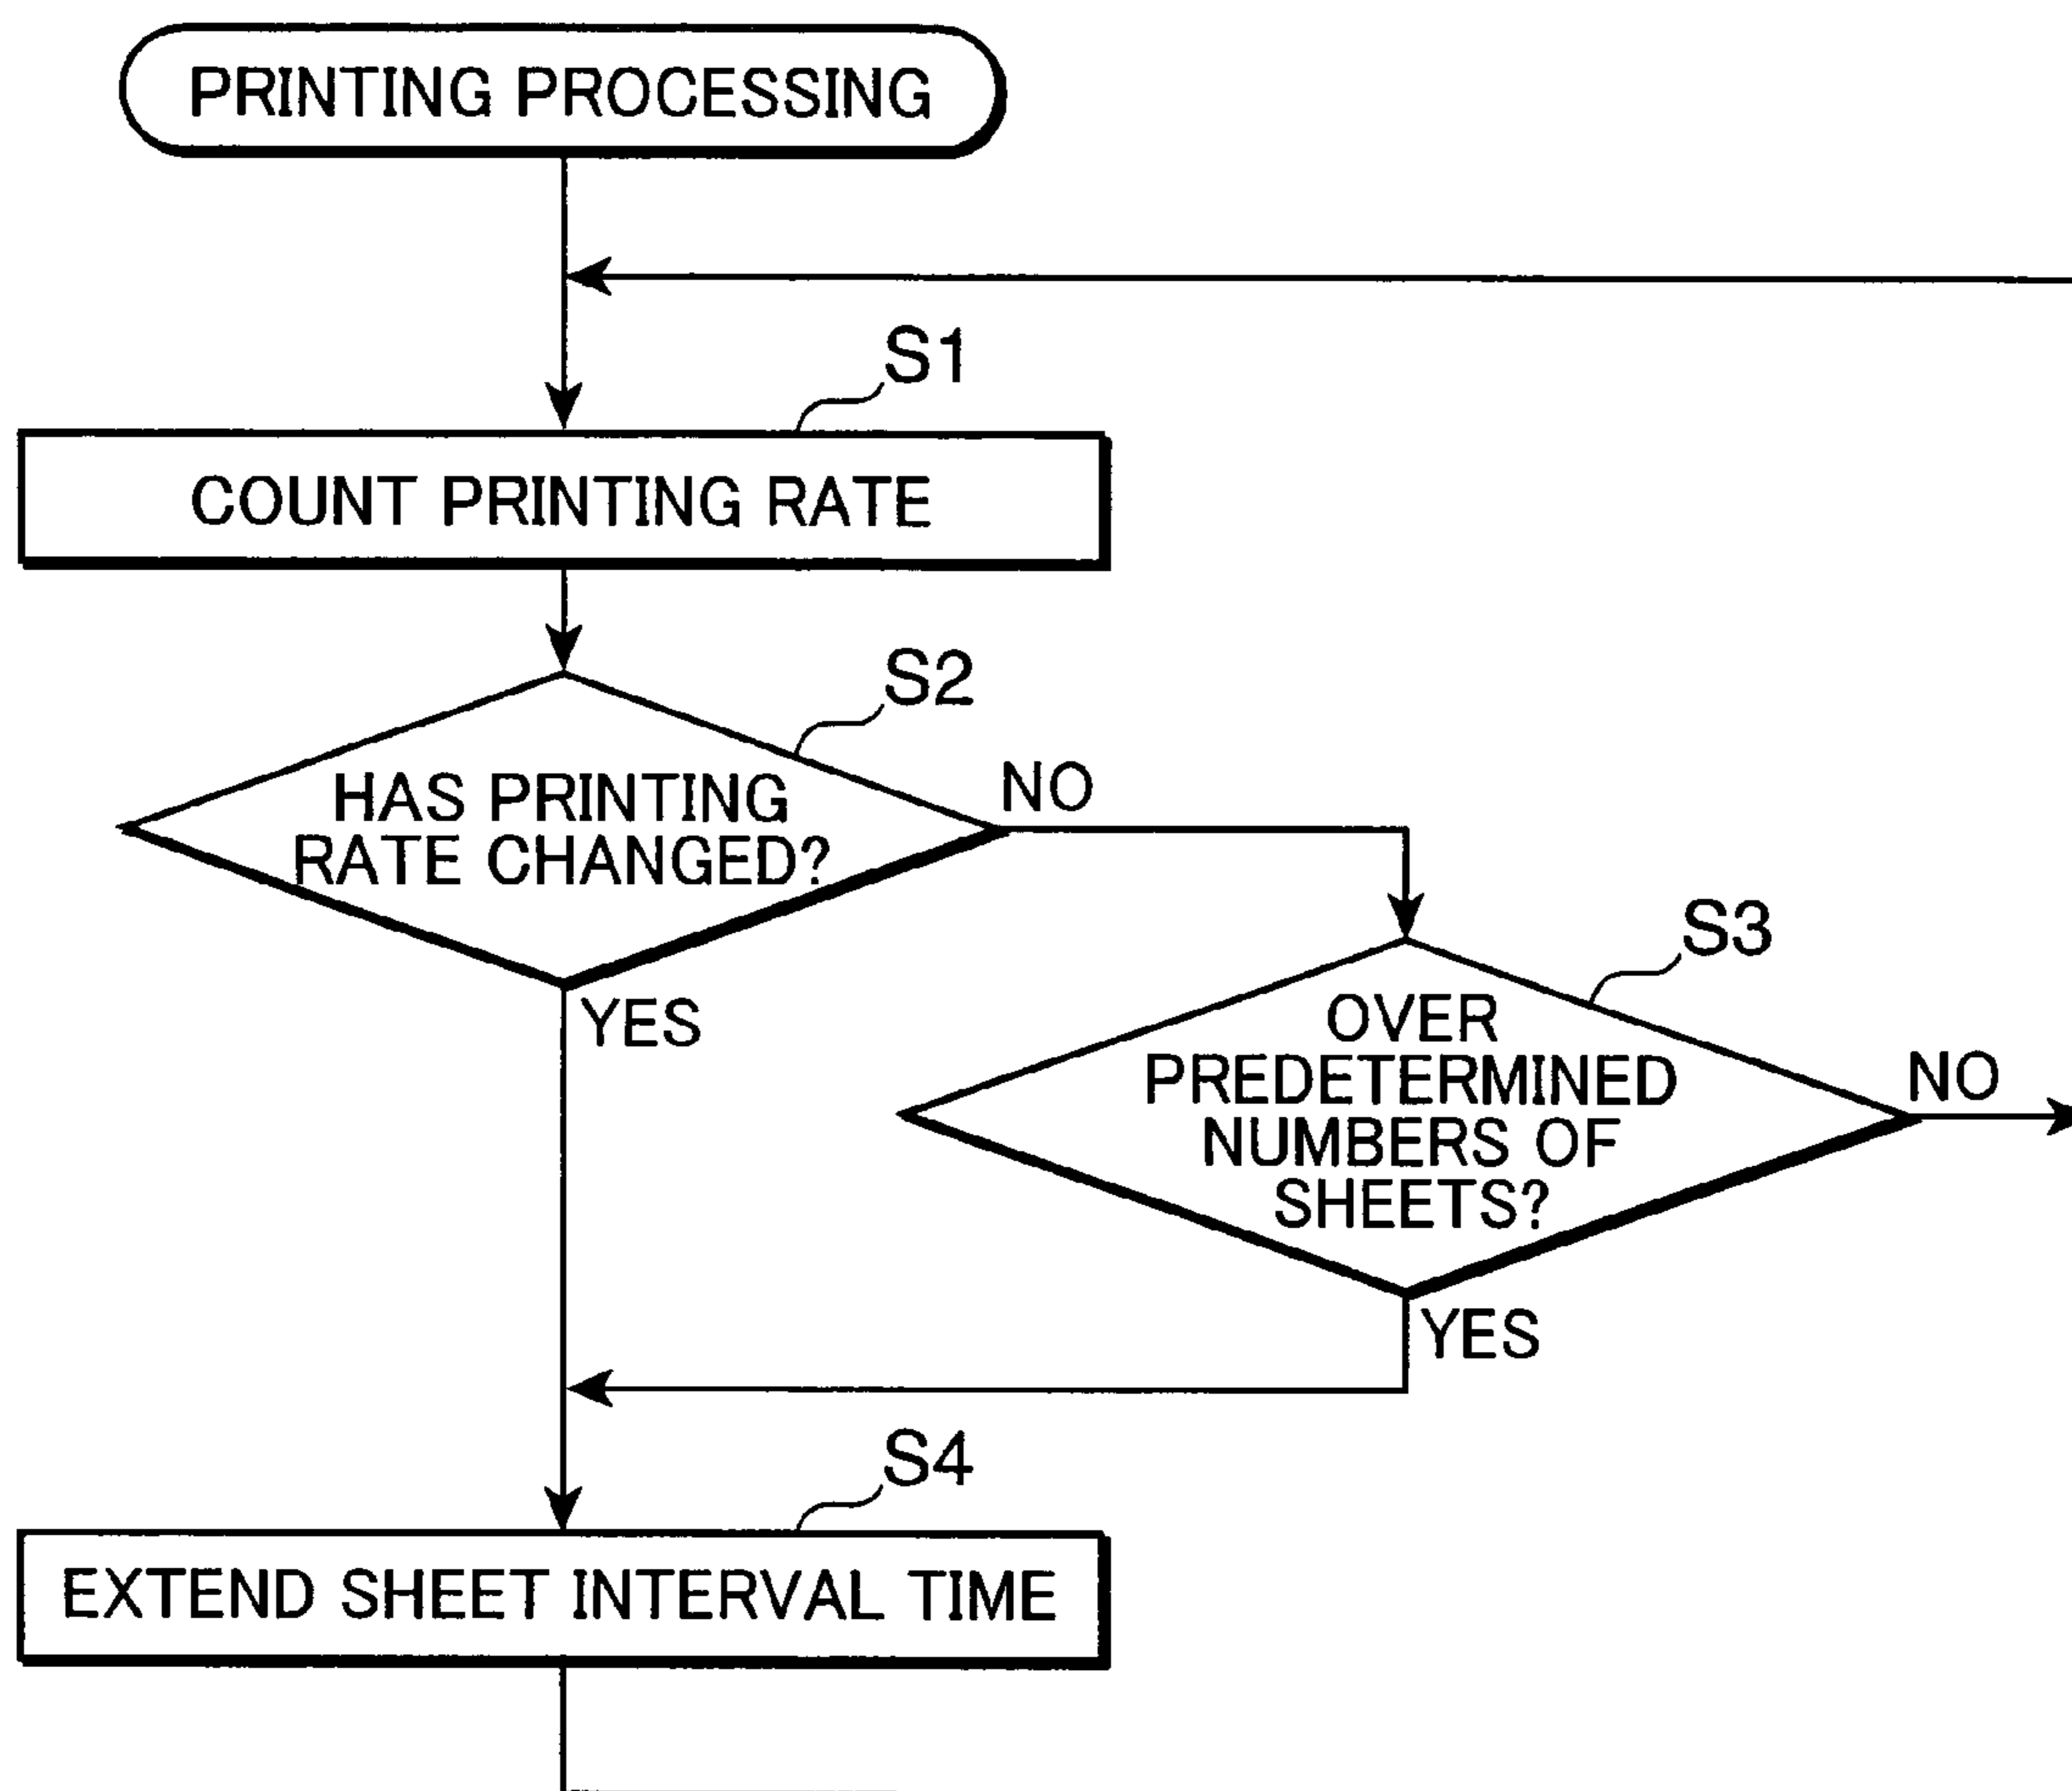 PRINTING PROCESSING
S1
COUNT PRINTING RATE
S2
HAS PRINTING
RATE CHANGED?
NO
YES
S3
OVER
PREDETERMINED
NUMBERS OF
SHEETS?
NO
YES
S4
EXTEND SHEET INTERVAL TIME